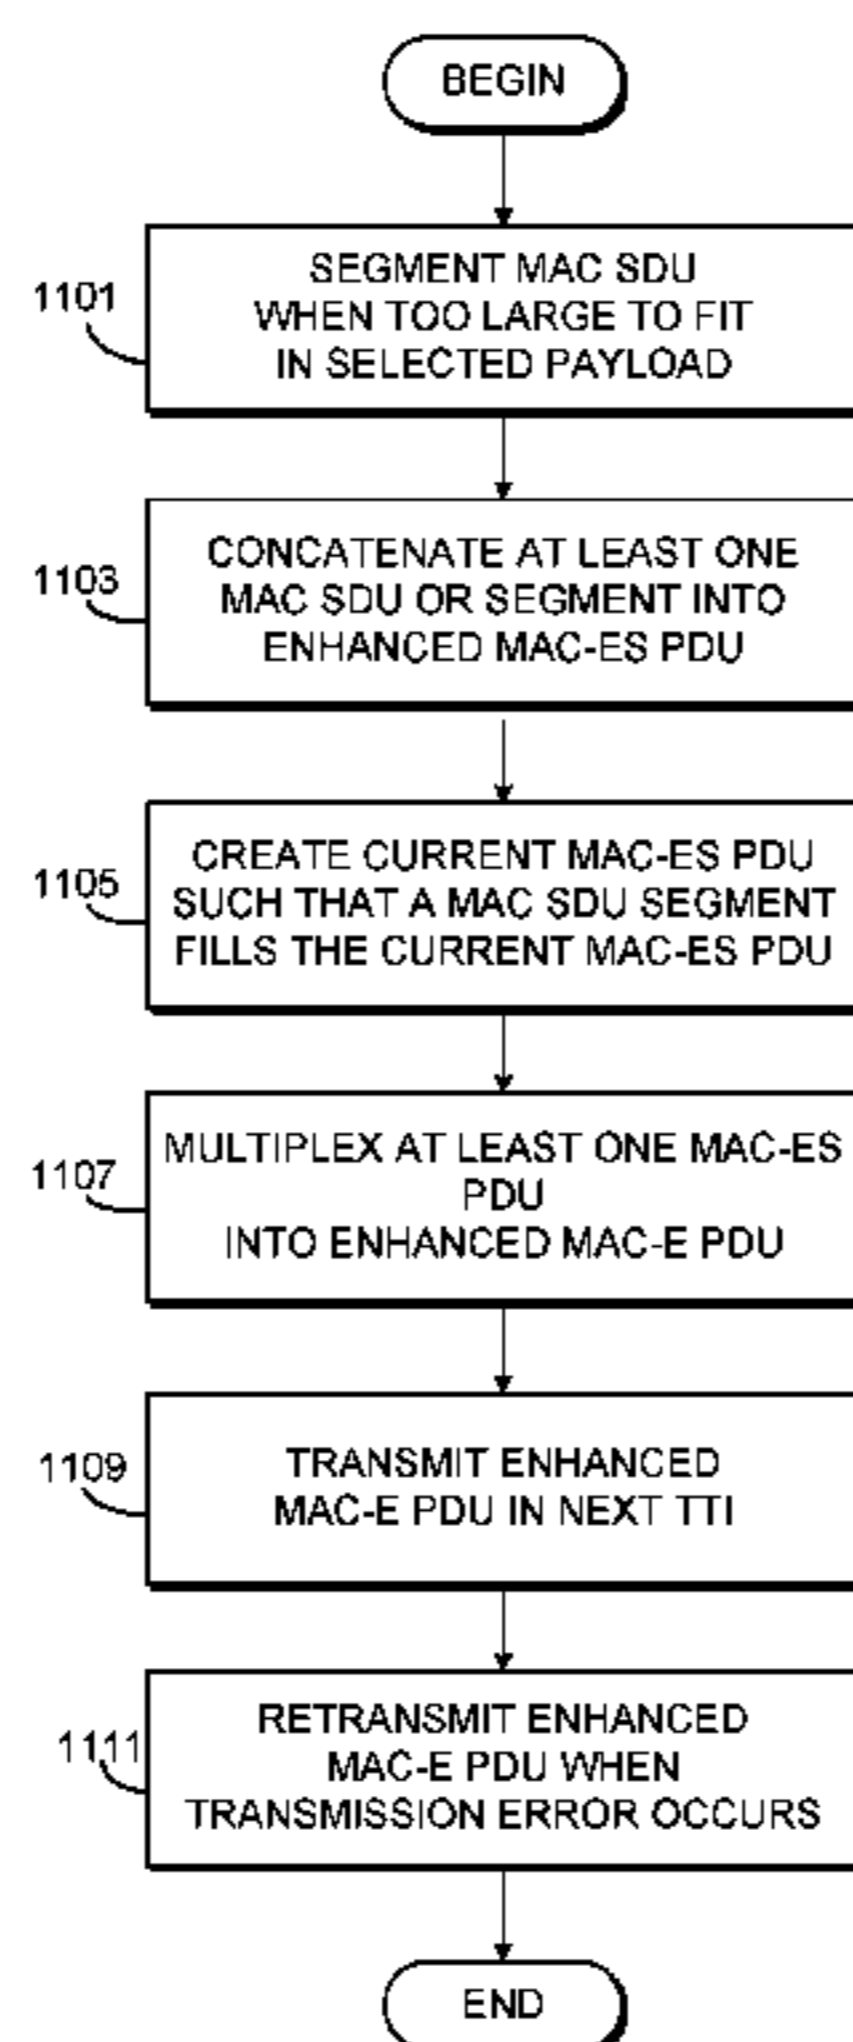 BEGIN
1101
SEGMENT MAC SDU
WHEN TOO LARGE TO FIT
IN SELECTED PAYLOAD
1103
CONCATENATE AT LEAST ONE
MAC SDU OR SEGMENT INTO
ENHANCED MAC-ES PDU
1105
CREATE CURRENT MAC-ES PDU
SUCH THAT A MAC SDU SEGMENT
FILLS THE CURRENT MAC-ES PDU
1107
MULTIPLEX AT LEAST ONE MAC-ES
PDU
INTO ENHANCED MAC-E PDU
1109
TRANSMIT ENHANCED
MAC-E PDU IN NEXT TTI
1111
RETRANSMIT ENHANCED
MAC-E PDU WHEN
TRANSMISSION ERROR OCCURS
END